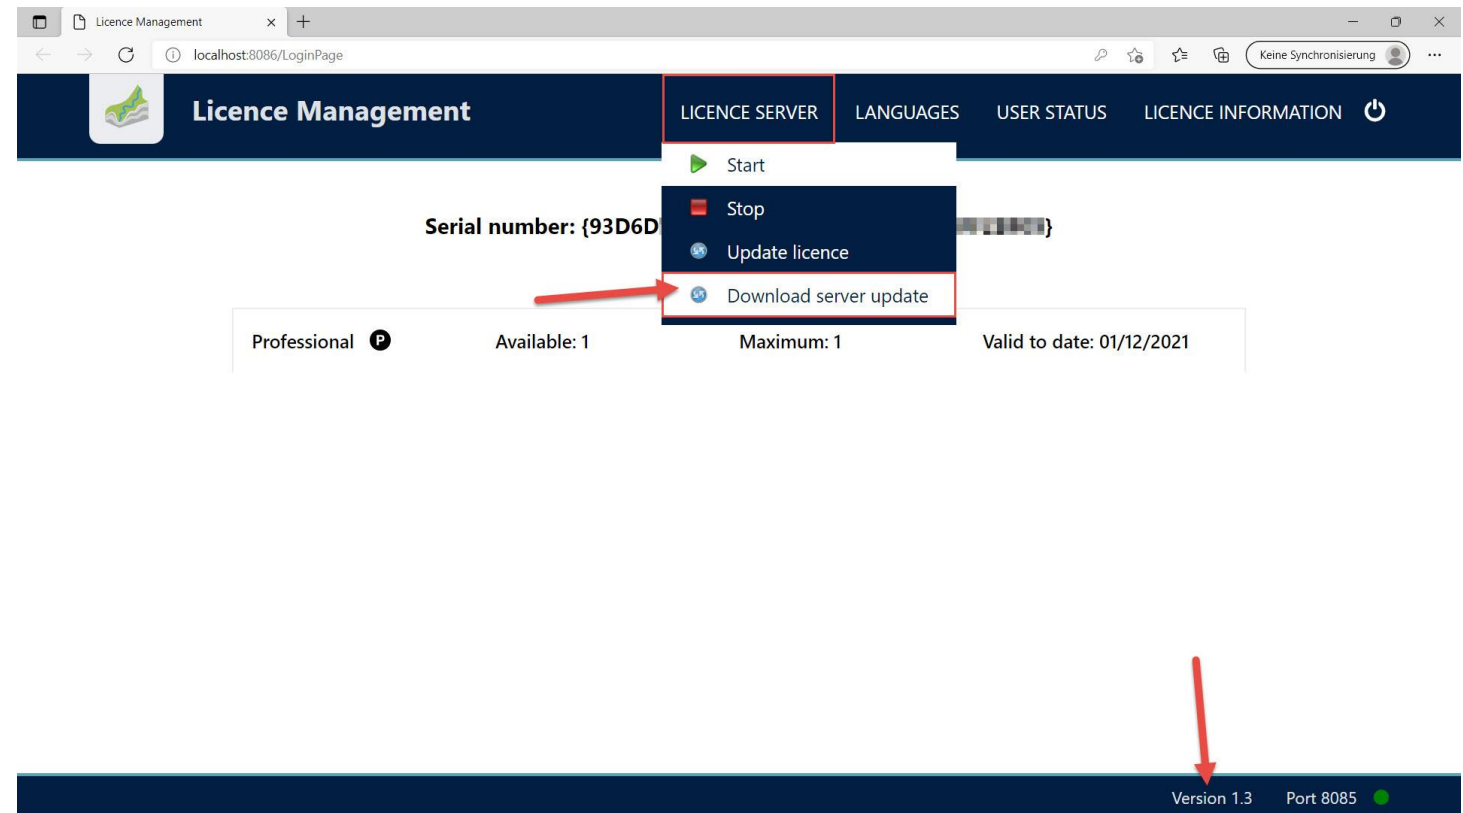 Licence Management
localhost:8086/LoginPage
Keine Synchronisierung
Licence Management
LICENCE SERVER LANGUAGES USER STATUS LICENCE INFORMATION
Start
Stop
Serial number: {93D6D }
Update licence
Download server update
Professional P Available: 1 Maximum: 1 Valid to date: 01/12/2021
Version 1.3 Port 8085